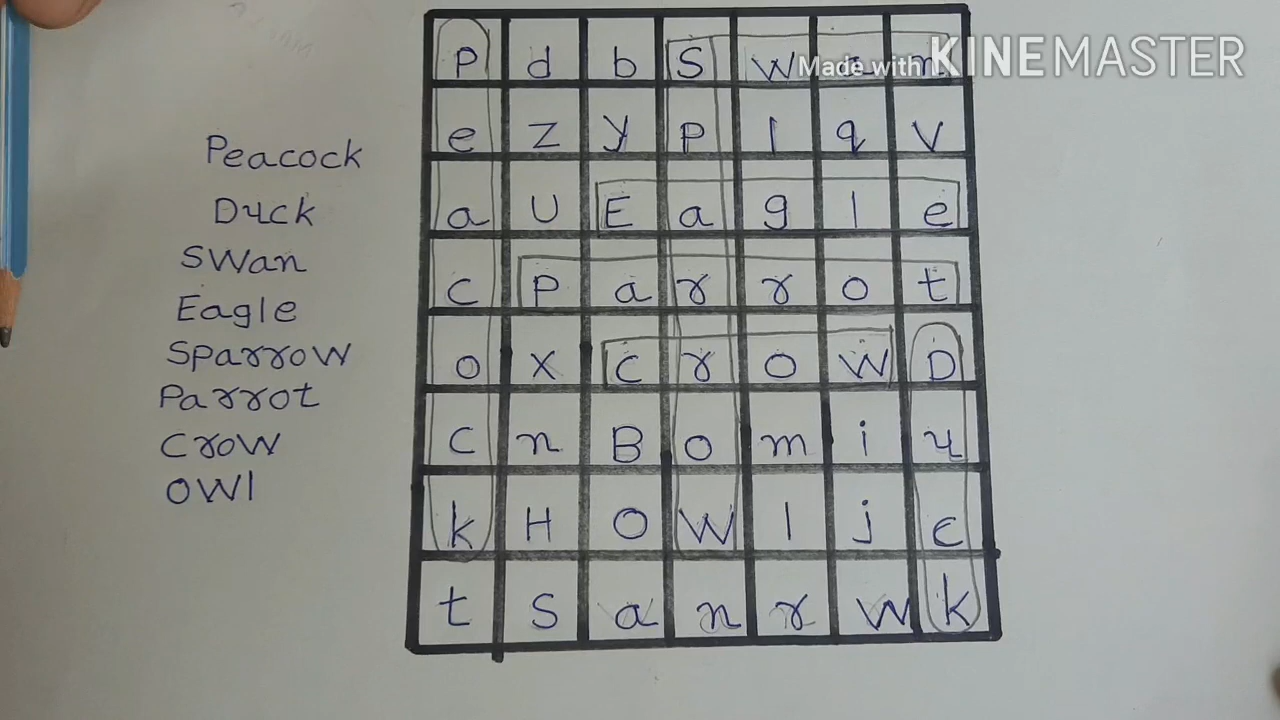 P d b S W a n
Made with KINEMASTER
e z y p l q v
Peacock
a U E a g l e
Duck
Swan
c p a r r o t
Eagle
Sparrow
o x c r o w D
Parrot
Crow
c n B o m i u
Owl
k H O W l j c
t S a n r w k